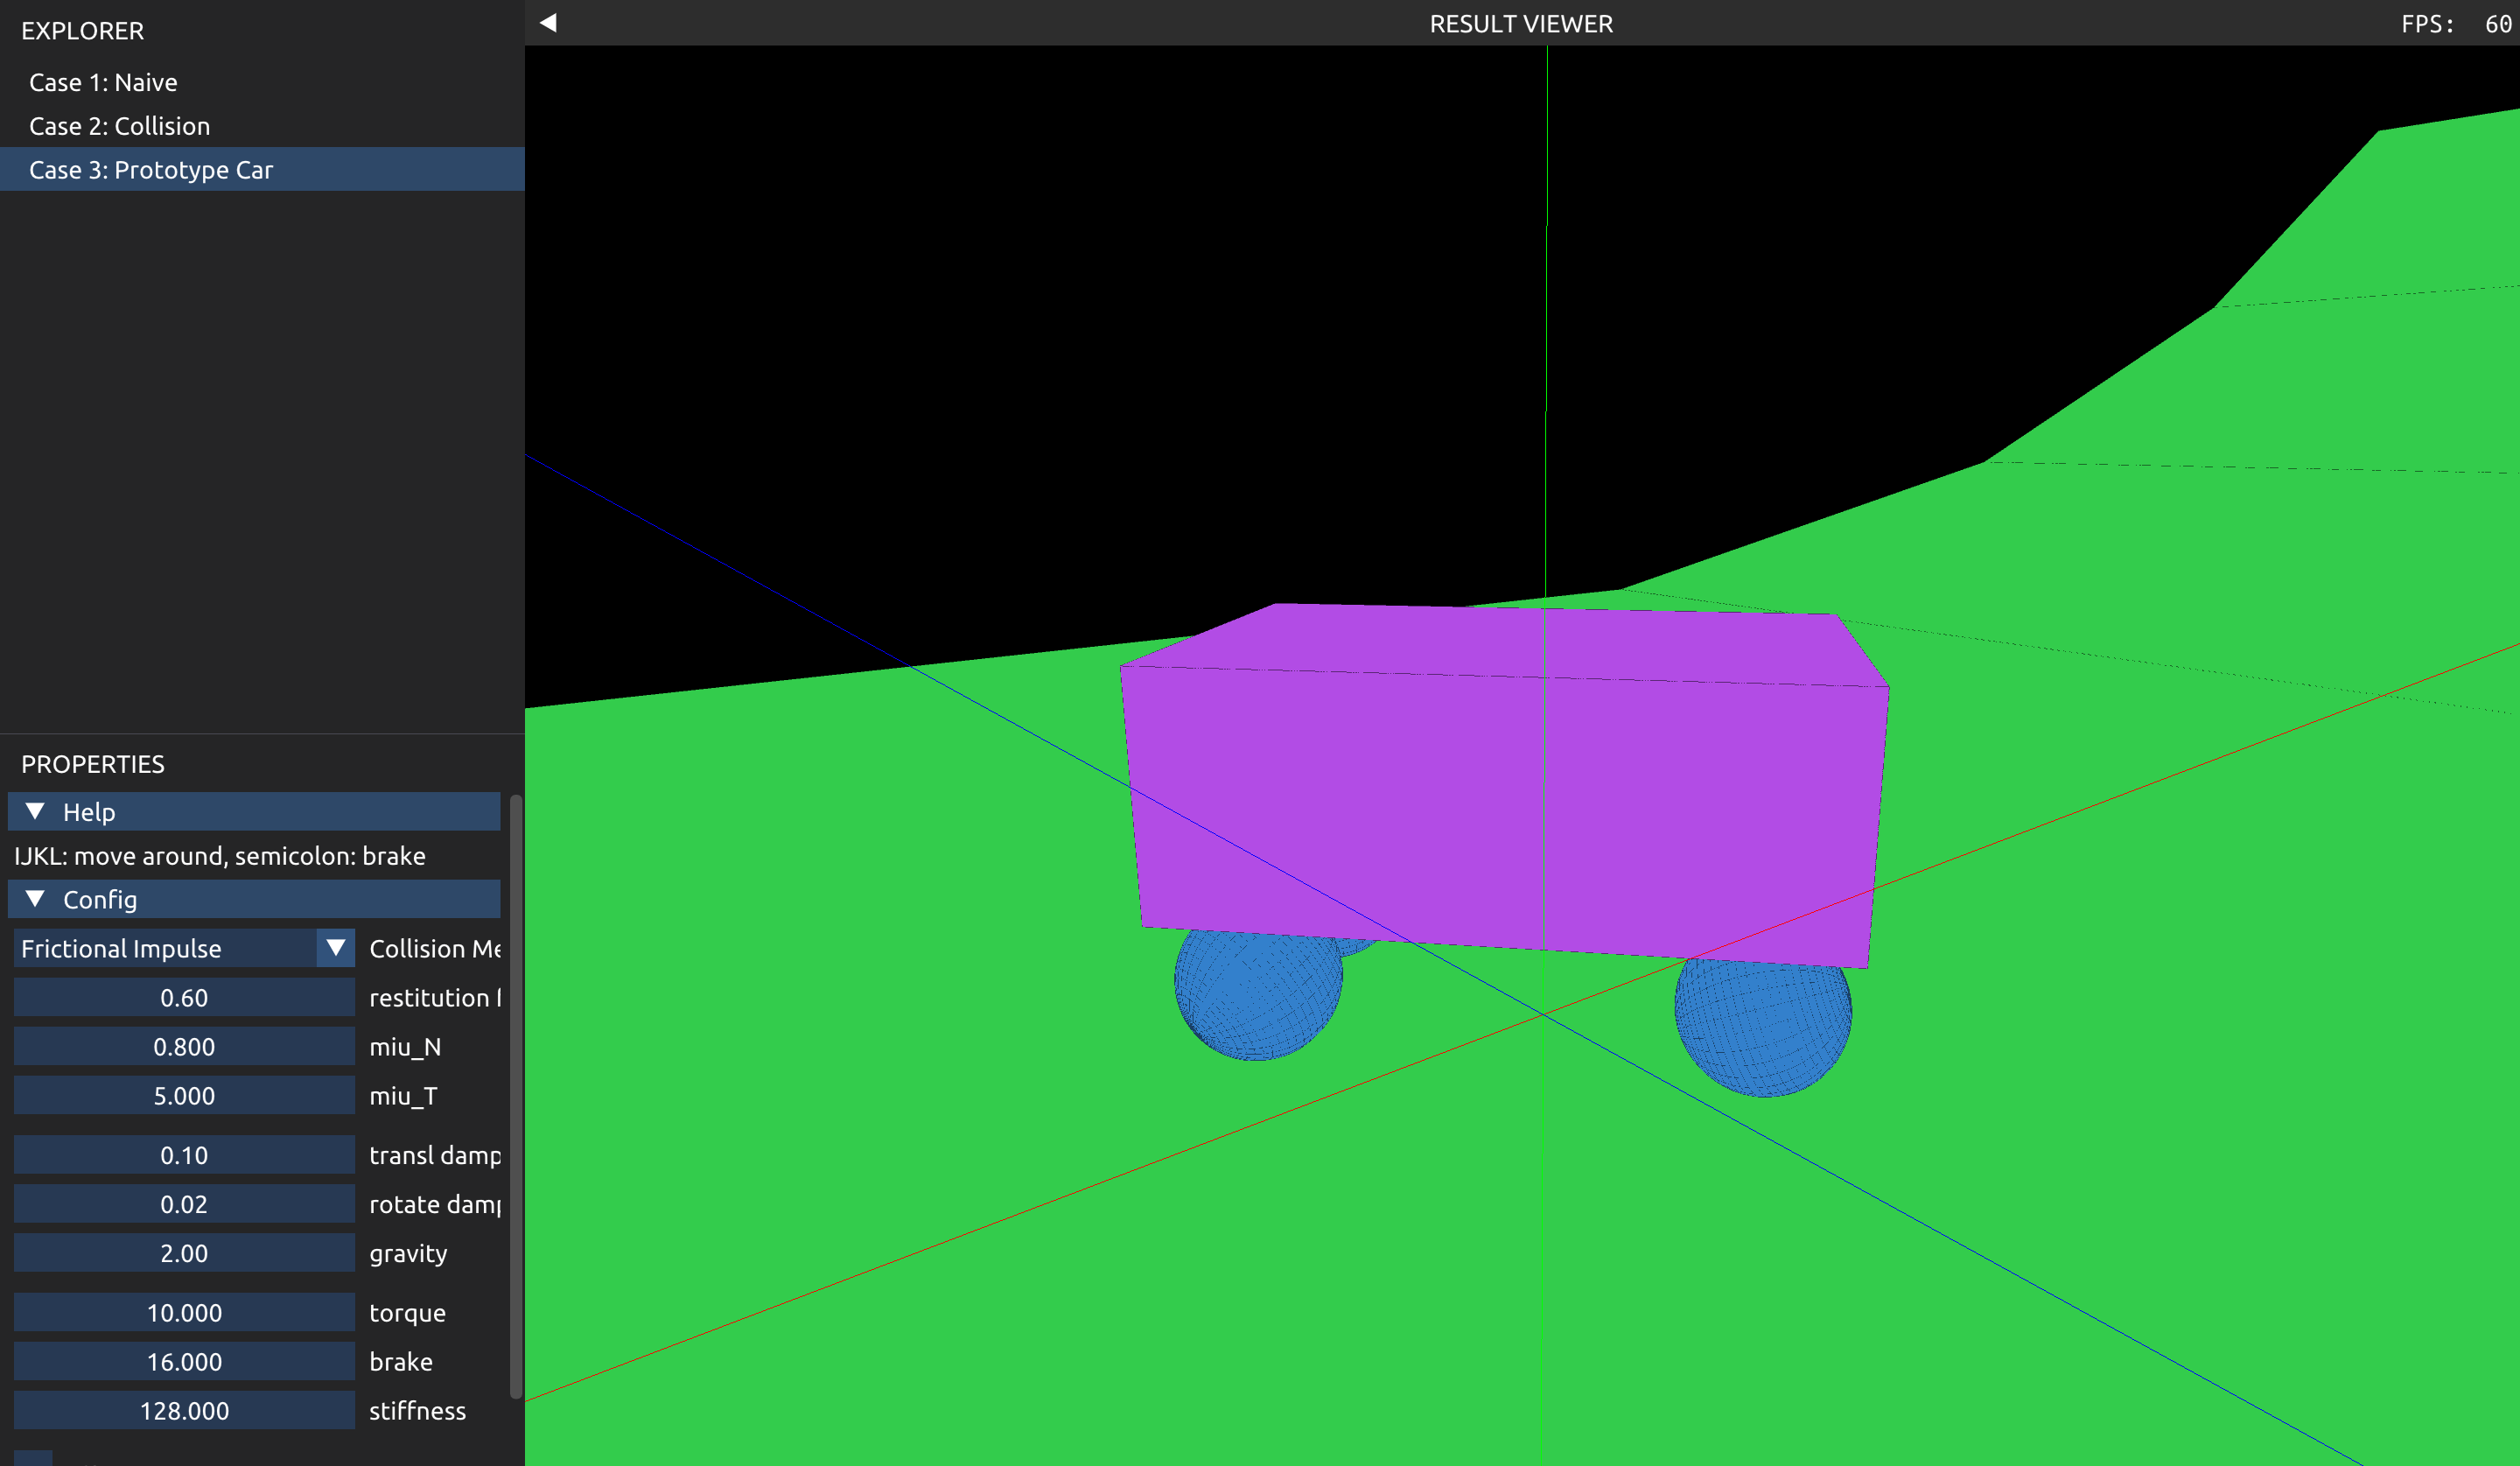 EXPLORER
Case 1: Naive
Case 2: Collision
Case 3: Prototype Car
PROPERTIES
Help
IJKL: move around, semicolon: brake
Config
Frictional Impulse Collision
0.60 restitution
0.800 miu_N
5.000 miu_T
0.10 transl damp
0.02 rotate damp
2.00 gravity
10.000 torque
16.000 brake
128.000 stiffness
RESULT VIEWER
FPS: 60